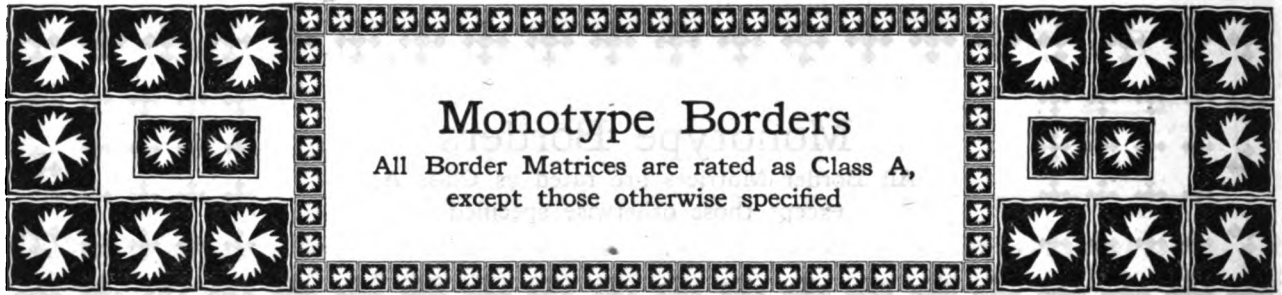 Monotype Borders
All Border Matrices are rated as Class A,
except those otherwise specified